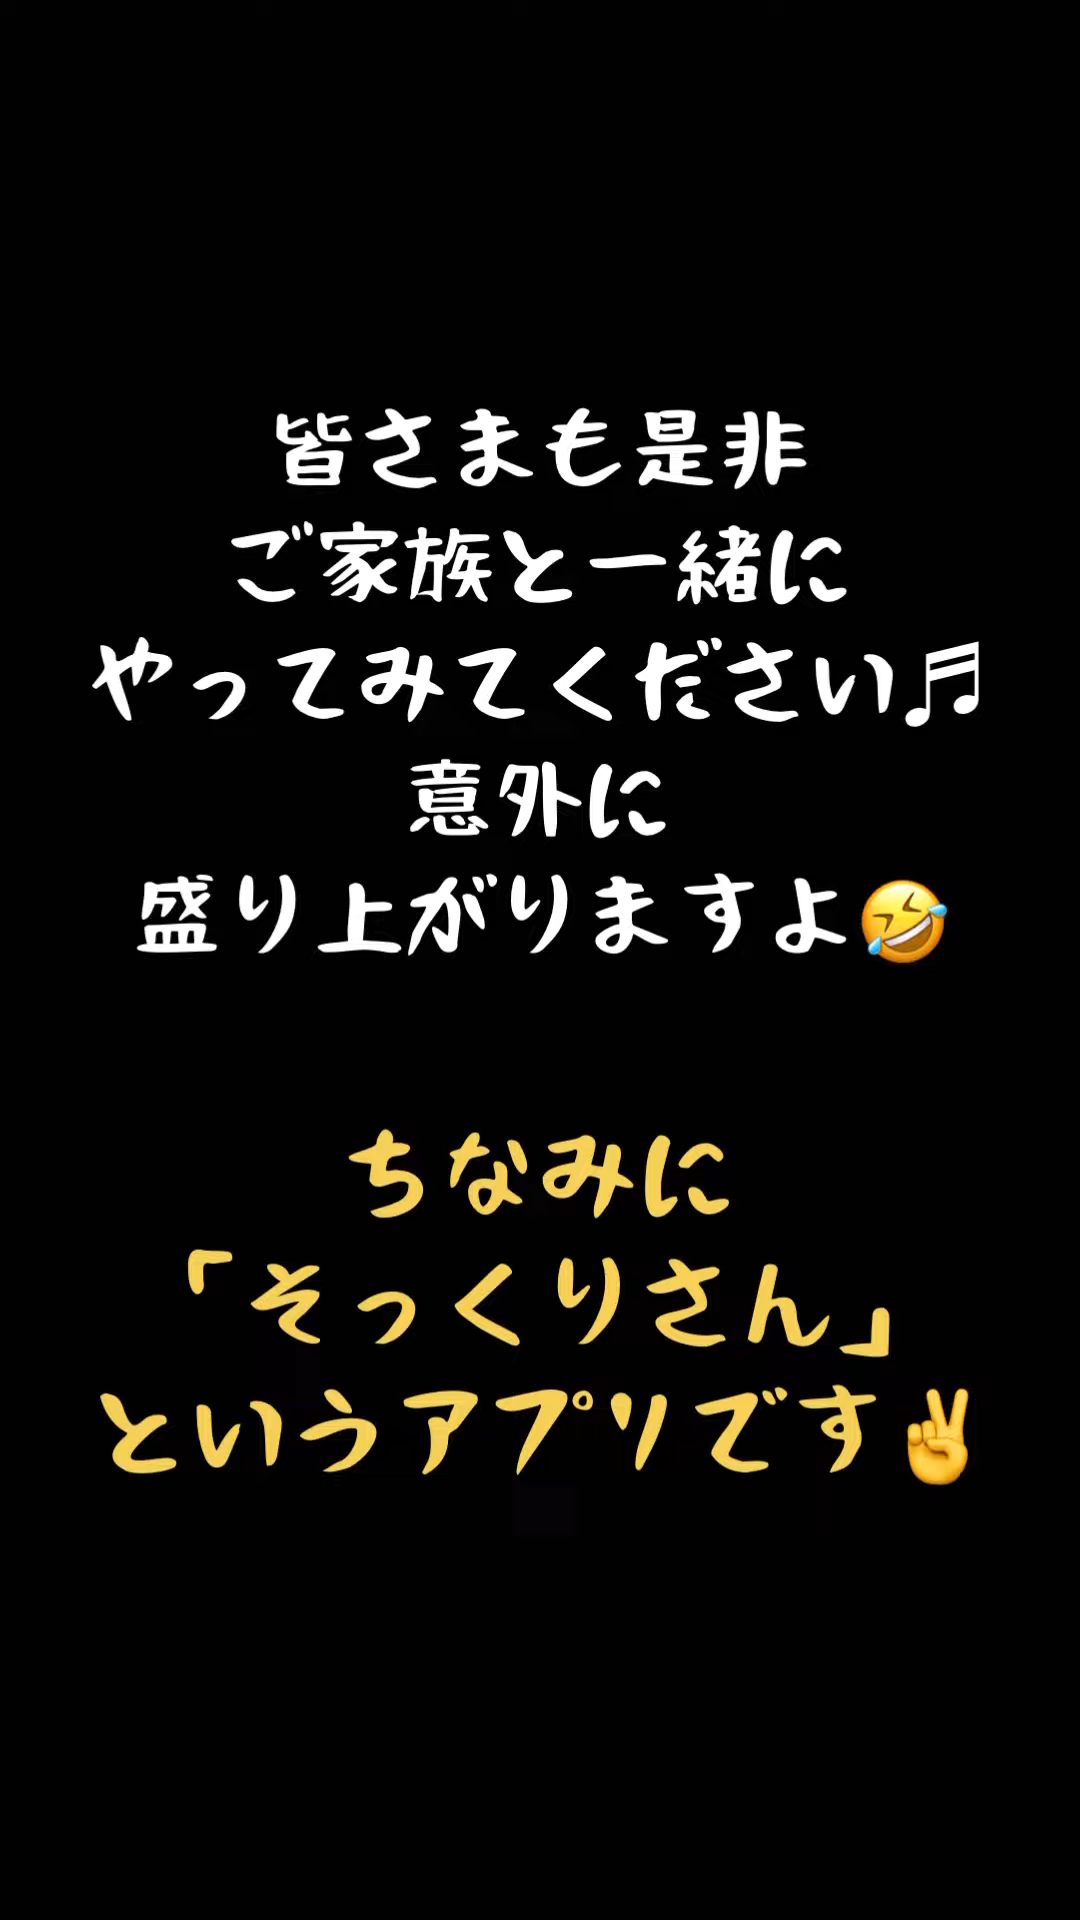 皆さまも是非
ご家族と一緒に
やってみてください🎵
意外に
盛り上がりますよ🤣
ちなみに
「そっくりさん」
というアプリです✌️